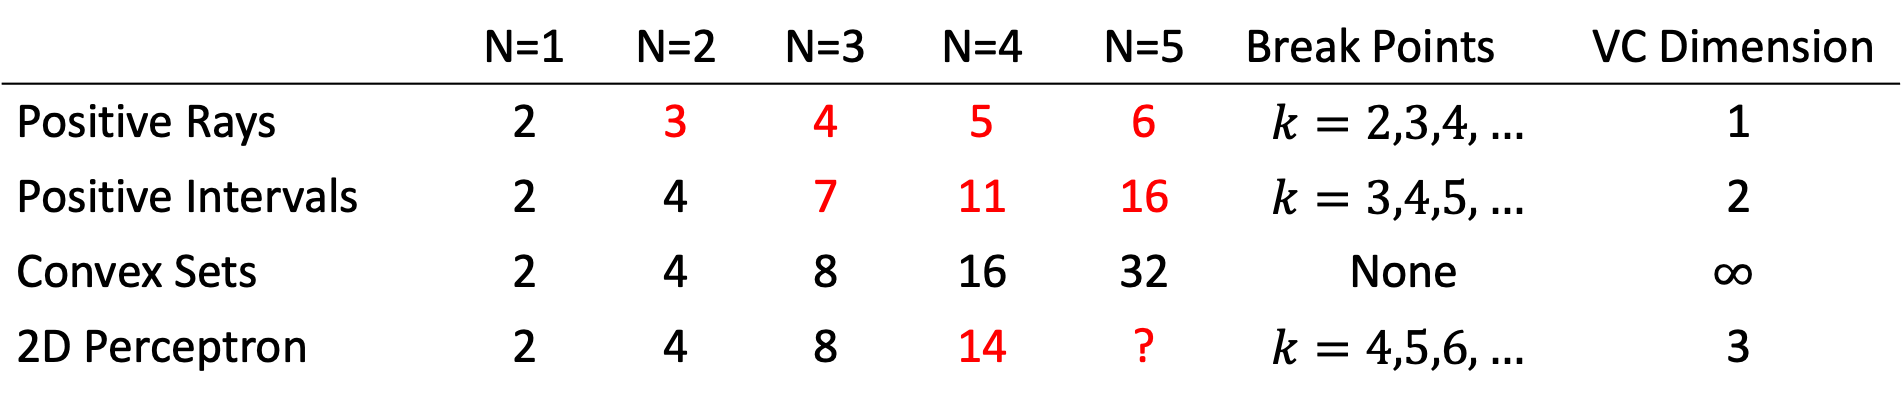 N=1 N=2 N=3 N=4 N=5 Break Points VC Dimension
Positive Rays 2 3 4 5 6 k = 2,3,4, ... 1
Positive Intervals 2 4 7 11 16 k = 3,4,5, ... 2
Convex Sets 2 4 8 16 32 None ∞
2D Perceptron 2 4 8 14 ? k = 4,5,6, ... 3